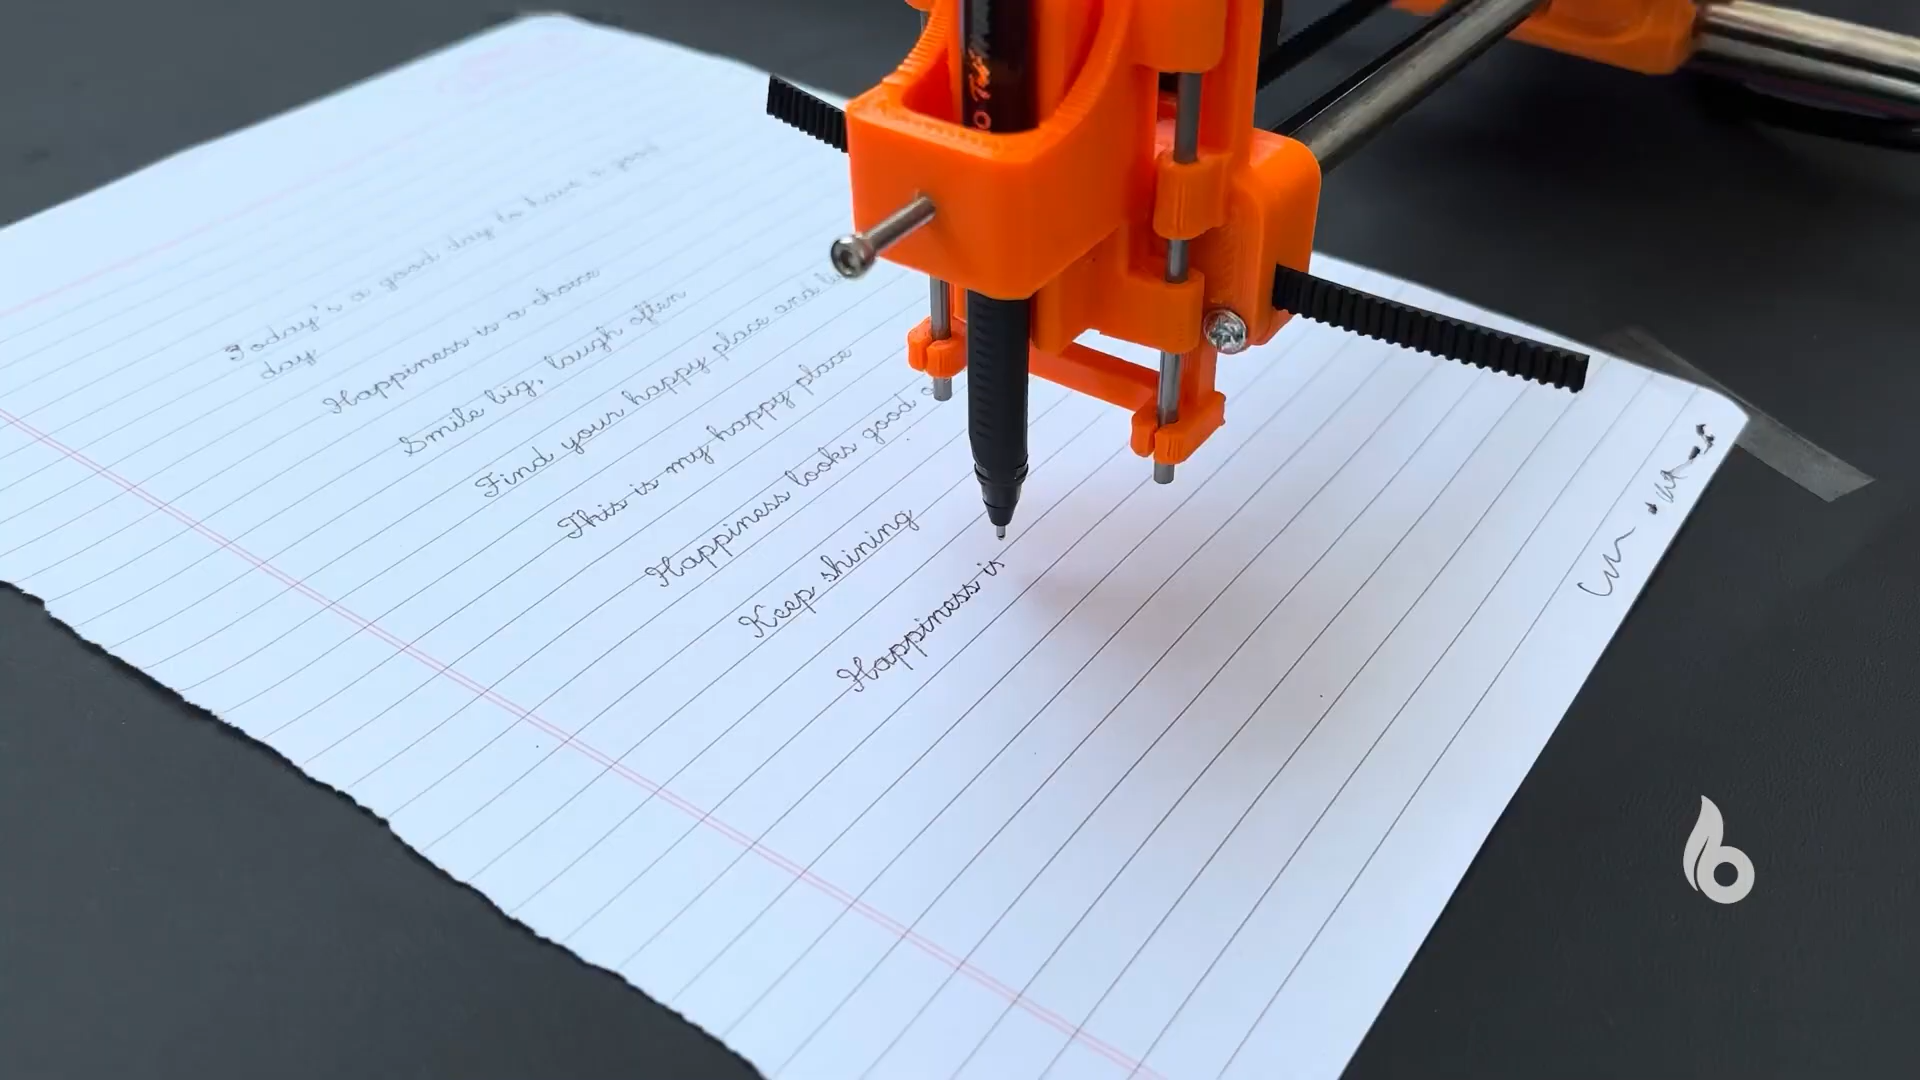 Today's a good day to have a good
day
Happiness is a choice
Smile big, laugh often
Find your happy place and
This is my happy place
Happiness looks good
Keep shining
Happiness is